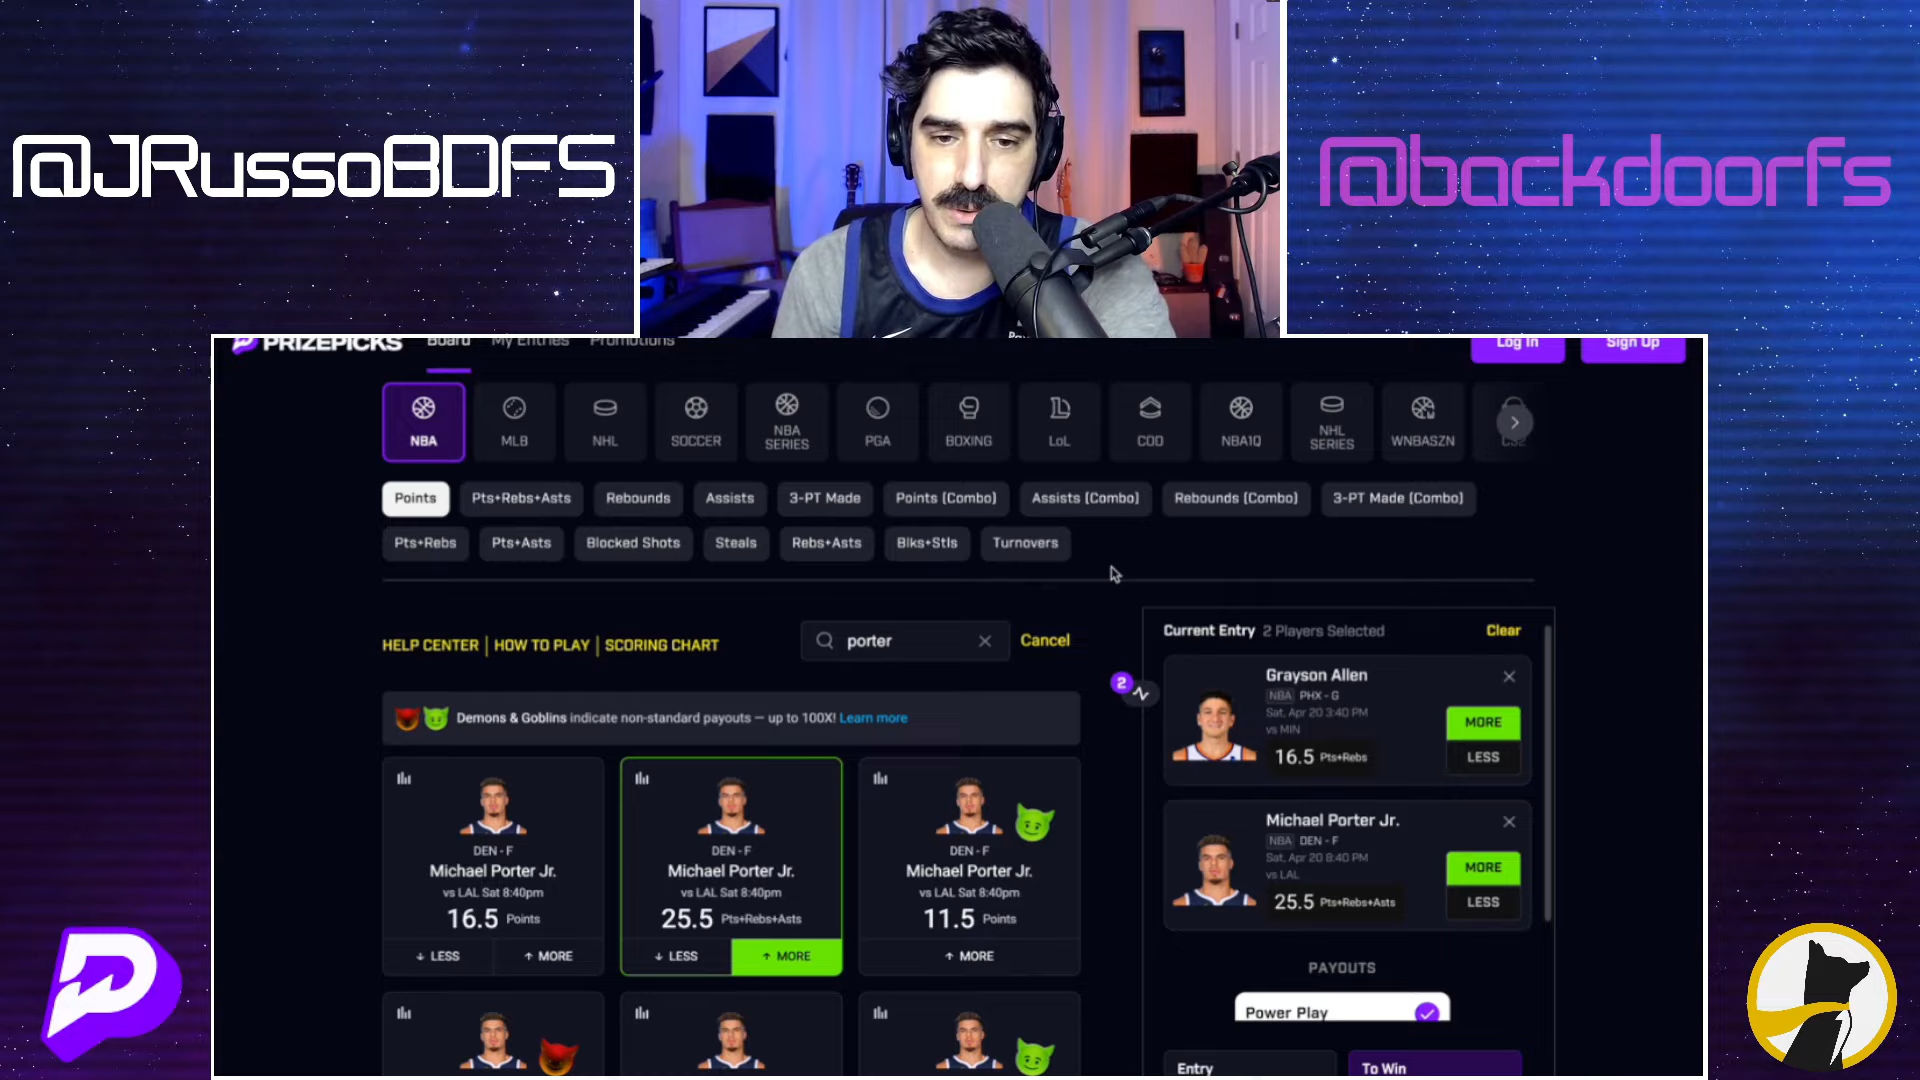 @JRussoBDFS
@backdoorfs
PRIZEPICKS
Board
My Entries
Promotions
Log In
Sign Up
NBA
MLB
NHL
SOCCER
NBA
SERIES
PGA
BOXING
LoL
COD
NBA1Q
NHL
SERIES
WNBASZN
CS2
Points
Pts+Rebs+Asts
Rebounds
Assists
3-PT Made
Points (Combo)
Assists (Combo)
Rebounds (Combo)
3-PT Made (Combo)
Pts+Rebs
Pts+Asts
Blocked Shots
Steals
Rebs+Asts
Blks+Stls
Turnovers
HELP CENTER | HOW TO PLAY | SCORING CHART
porter
Cancel
Demons & Goblins indicate non-standard payouts — up to 100X! Learn more
DEN - F
Michael Porter Jr.
vs LAL Sat 8:40pm
16.5 Points
LESS
MORE
DEN - F
Michael Porter Jr.
vs LAL Sat 8:40pm
25.5 Pts+Rebs+Asts
LESS
MORE
DEN - F
Michael Porter Jr.
vs LAL Sat 8:40pm
11.5 Points
MORE
Current Entry 2 Players Selected
Clear
2
Grayson Allen
NBA PHX - G
Sat, Apr 20 3:40 PM
vs MIN
16.5 Pts+Rebs
MORE
LESS
Michael Porter Jr.
NBA DEN - F
Sat, Apr 20 8:40 PM
vs LAL
25.5 Pts+Rebs+Asts
MORE
LESS
PAYOUTS
Power Play
Entry
To Win